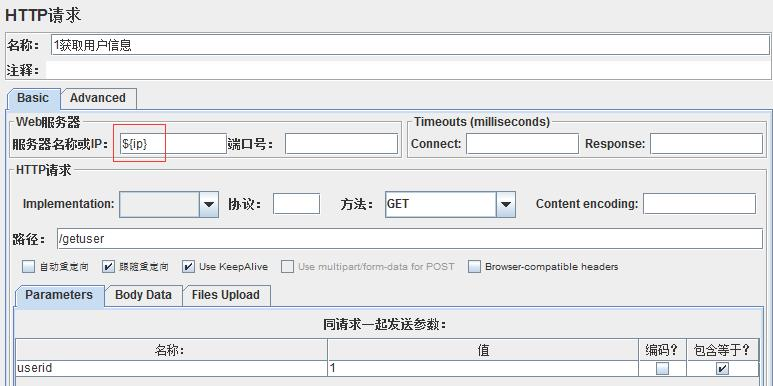 HTTP请求
名称： 1获取用户信息
注释：
Basic Advanced
Web服务器 Timeouts (milliseconds)
服务器名称或IP： ${ip} 端口号： Connect: Response:
HTTP请求
Implementation: 协议： 方法： GET Content encoding:
路径： /getuser
自动重定向 跟随重定向 Use KeepAlive Use multipart/form-data for POST Browser-compatible headers
Parameters Body Data Files Upload
同请求一起发送参数：
名称： 值 编码？ 包含等于？
userid 1